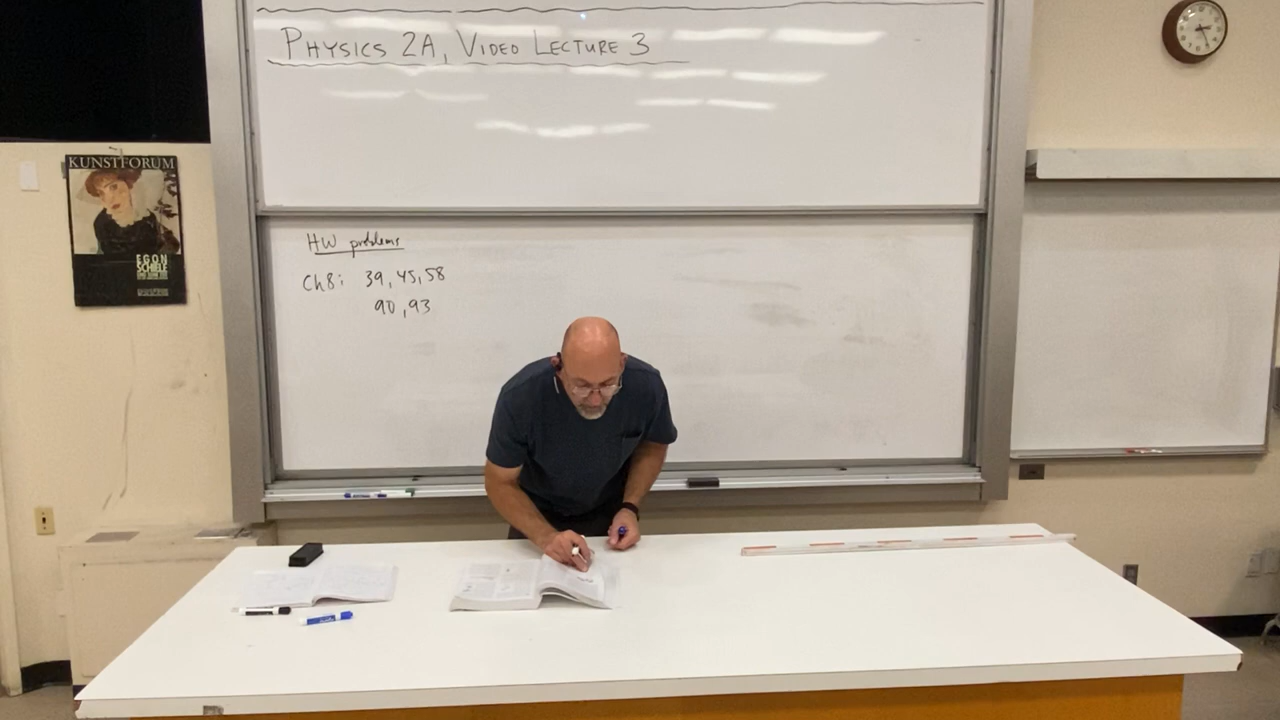 PHYSICS 2A, VIDEO LECTURE 3
KUNSTFORUM
EGON
SCHIELE
HW problems
Ch8: 39, 45, 58
90, 93